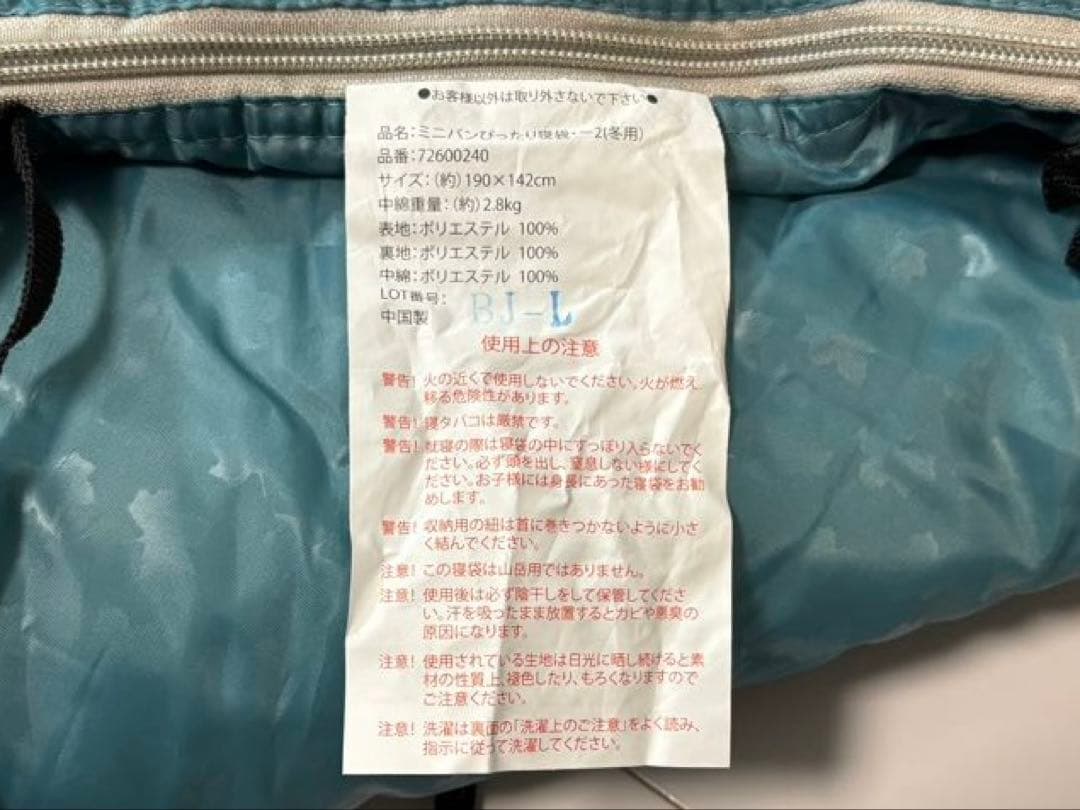 ●お客様以外は取り外さないで下さい●
品名:ミニバンぴったり寝袋・-2(冬用)
品番:72600240
サイズ:(約)190×142cm
中綿重量:(約)2.8kg
表地:ポリエステル 100%
裏地:ポリエステル 100%
中綿:ポリエステル 100%
LOT番号:
BJ-L
中国製
使用上の注意
警告! 火の近くで使用しないでください。火が燃え
移る危険性があります。
警告! 寝タバコは厳禁です。
警告! 就寝の際は寝袋の中にすっぽり入らないでく
ださい。必ず頭を出し、窒息しない様にしてく
ださい。お子様には身長にあった寝袋をお勧
めします。
警告! 収納用の紐は首に巻きつかないように小さ
く結んでください。
注意! この寝袋は山岳用ではありません。
注意! 使用後は必ず陰干しをして保管してくださ
い。汗を吸ったまま放置するとカビや悪臭の
原因になります。
注意! 使用されている生地は日光に晒し続けると素
材の性質上、褪色したり、もろくなりますので
ご注意ください。
注意! 洗濯は裏面の「洗濯上のご注意」をよく読み、
指示に従って洗濯してください。